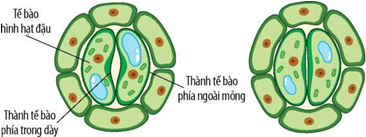 Tế bào
hình hạt đậu
Thành tế bào
phía ngoài mỏng
Thành tế bào
phía trong dày